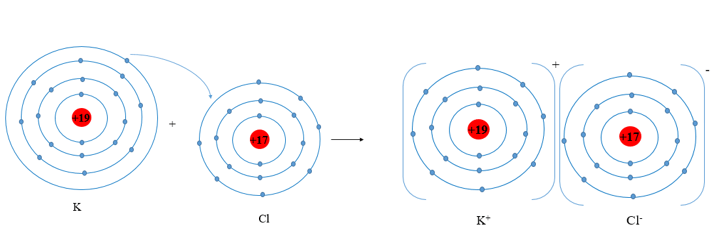 +19
+
+17
+19
+
+17
-
K
Cl
K⁺
Cl⁻